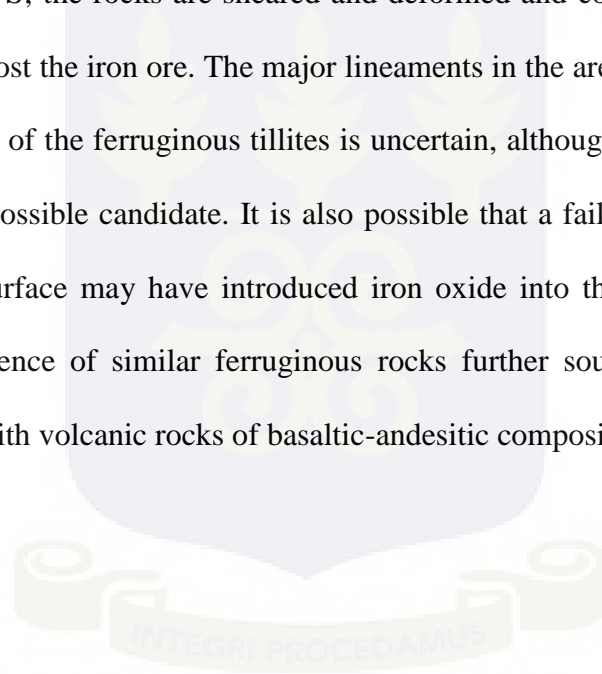 S, the rocks are sheared and deformed and co
ost the iron ore. The major lineaments in the are
of the ferruginous tillites is uncertain, althoug
ossible candidate. It is also possible that a fail
urface may have introduced iron oxide into th
ence of similar ferruginous rocks further sou
ith volcanic rocks of basaltic-andesitic composi
INTEGRI PROCEDAMUS